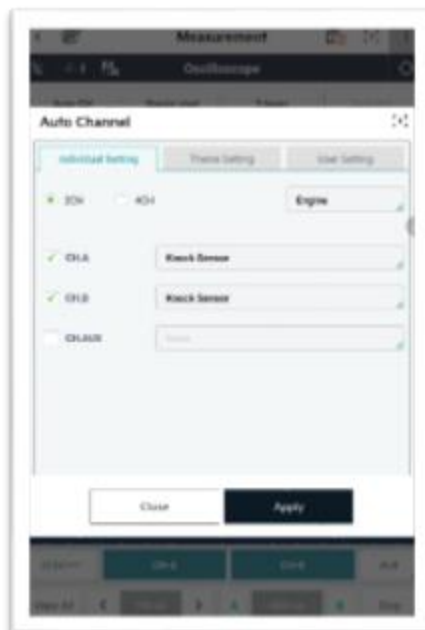 Measurement
Oscilloscope
Auto Channel
Individual Setting Theme Setting User Setting
2CH 4CH Engine
CH.A Knock Sensor
CH.B Knock Sensor
CH.AUX
Close Apply
CH-A CH-B
Stop